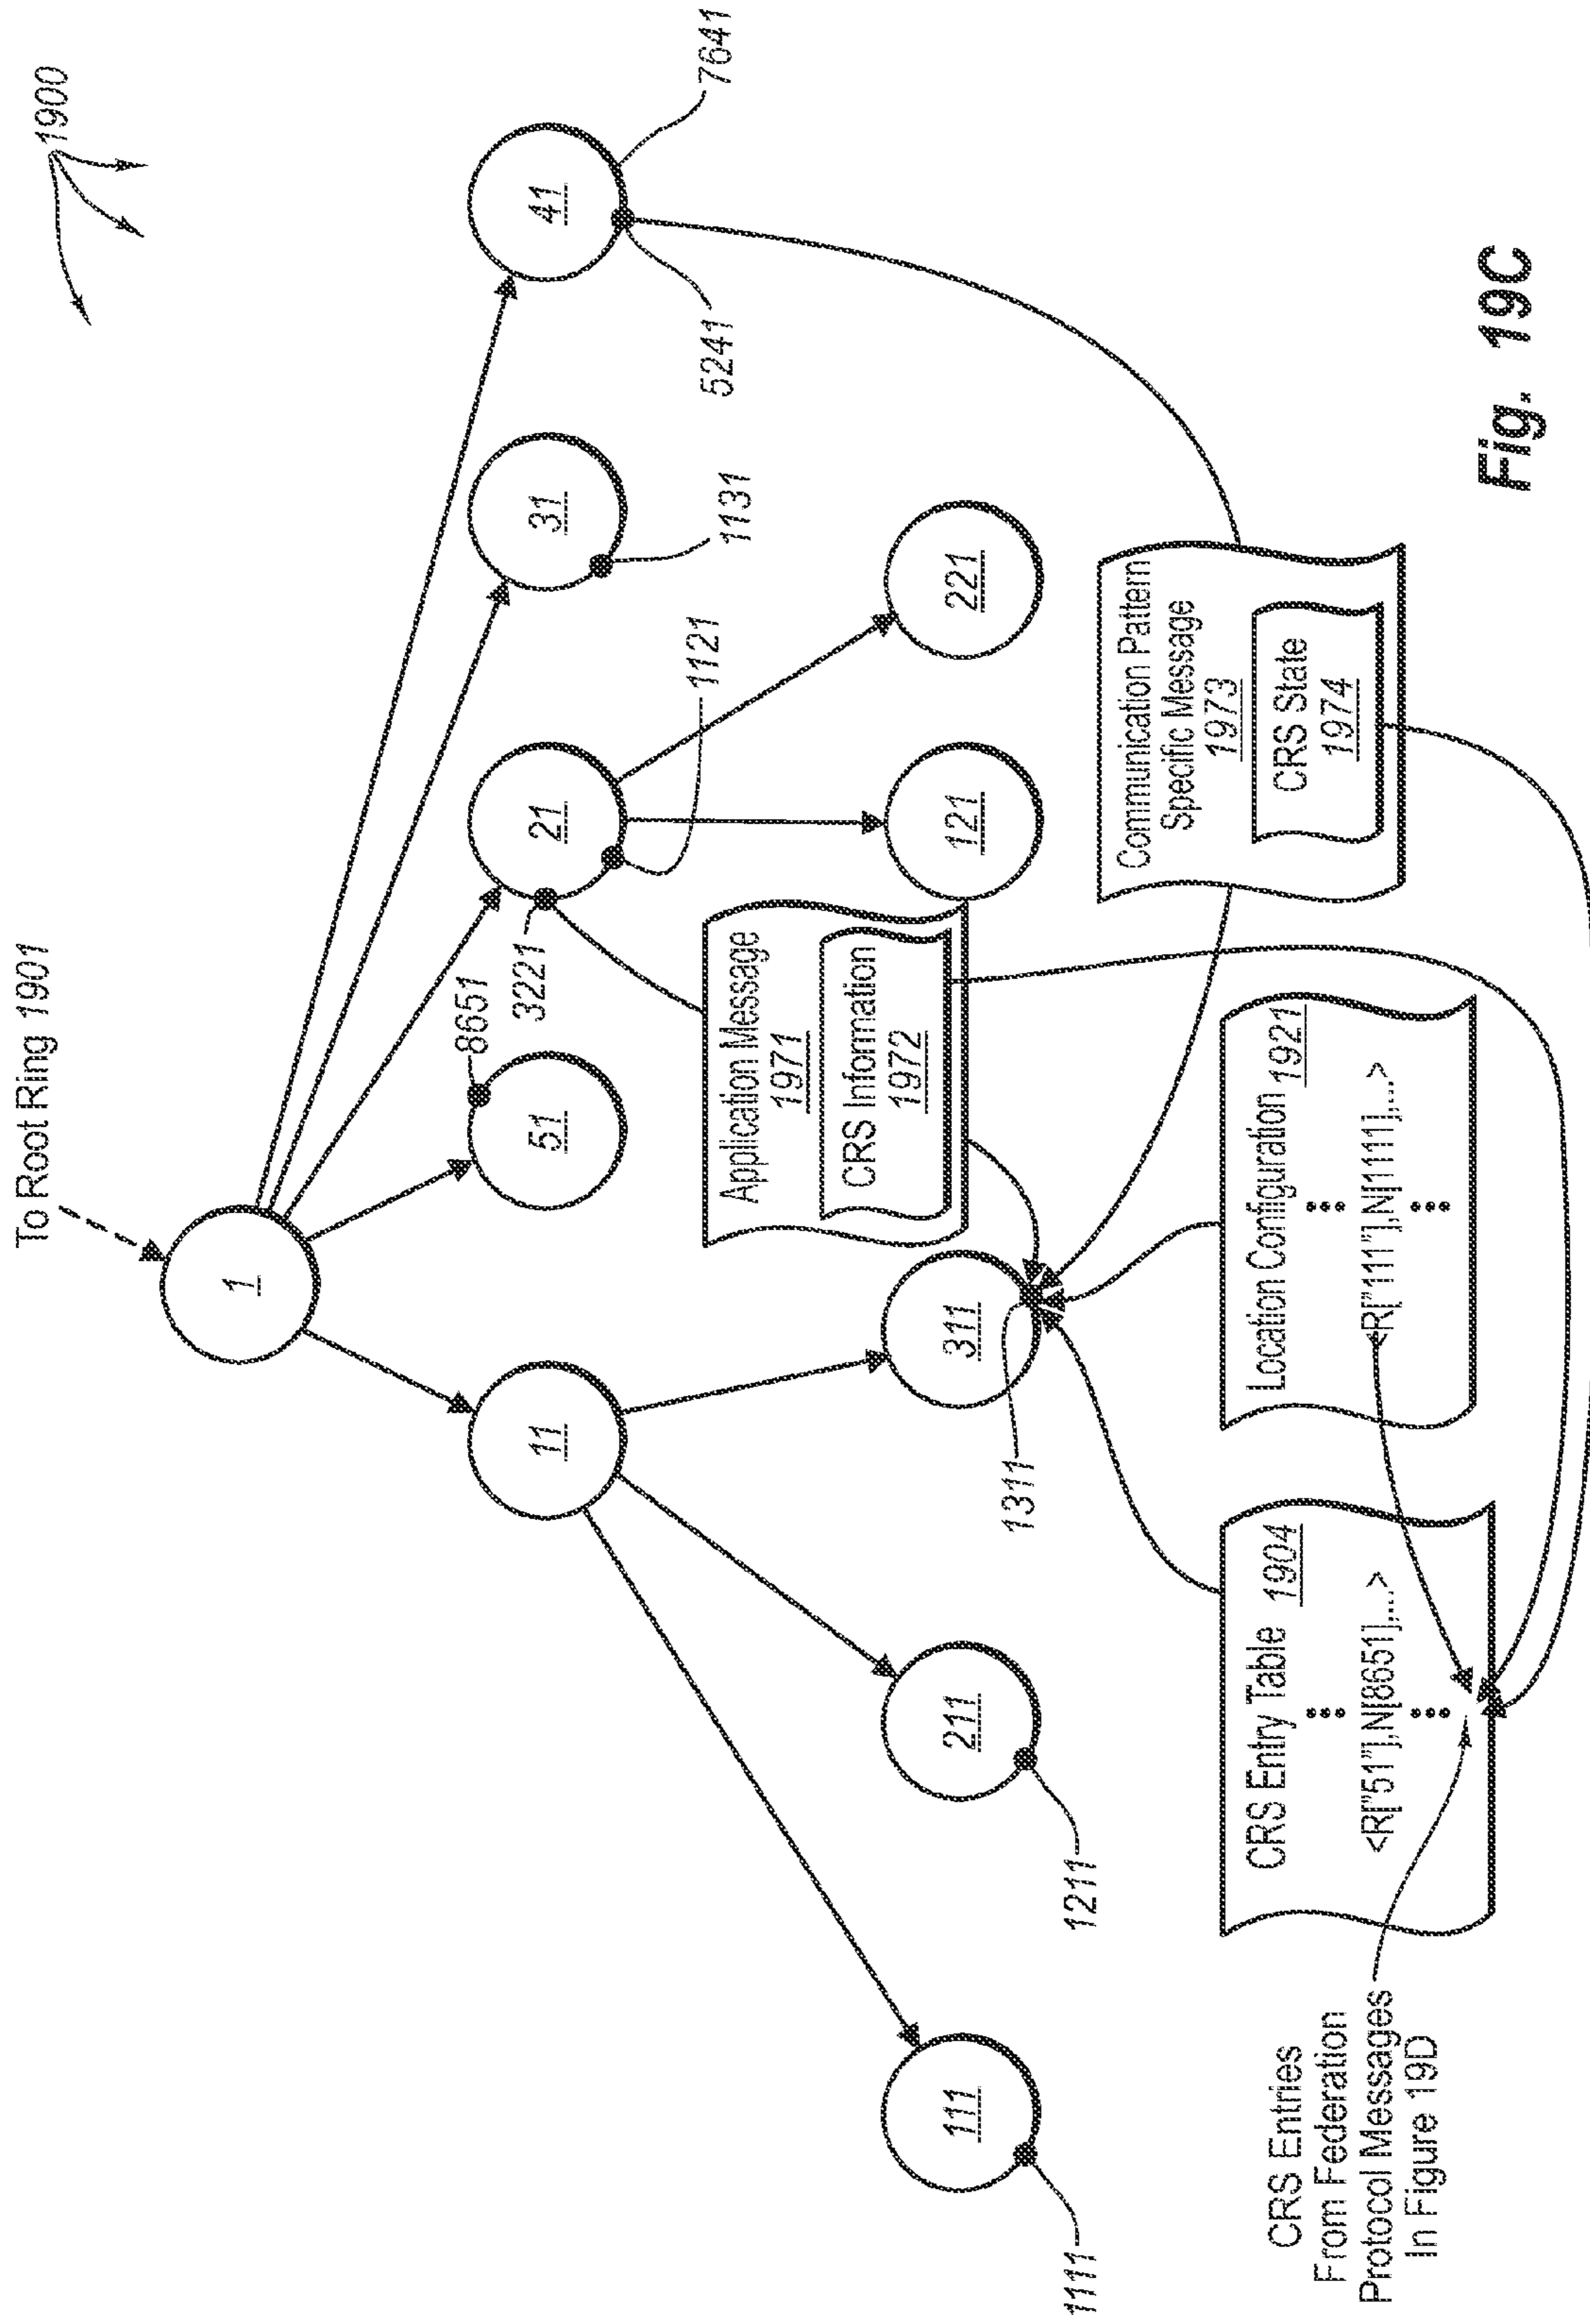 1900
To Root Ring 1901
1
11
51
8651
21
3221
1121
31
1131
41
5241
7641
111
1111
211
1211
311
1311
121
221
Application Message
1971
CRS Information
1972
Communication Pattern
Specific Message
1973
CRS State
1974
CRS Entry Table 1904
<R["51"],N[8651],...>
Location Configuration 1921
<R["111"],N[1111],...>
CRS Entries
From Federation
Protocol Messages
In Figure 19D
Fig. 19C